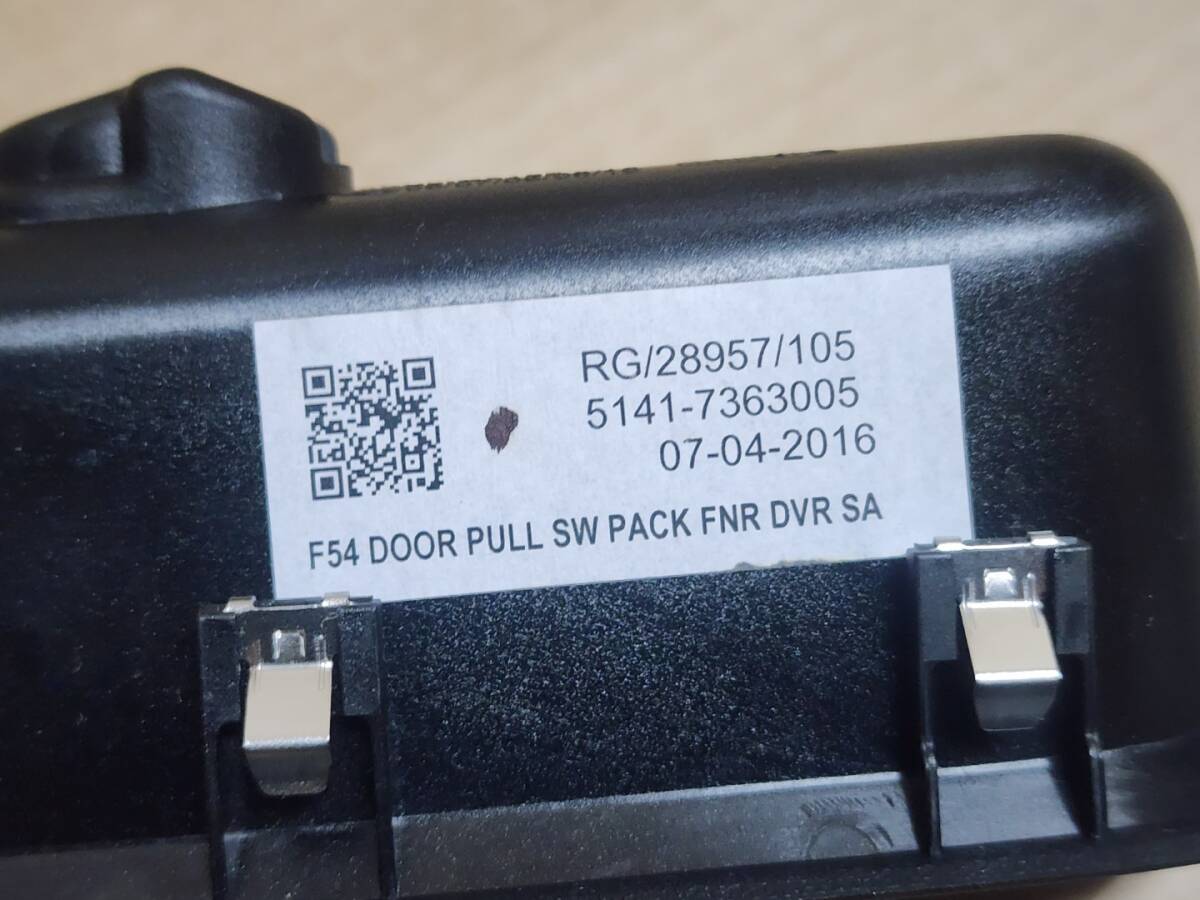 RG/28957/105
5141-7363005
07-04-2016
F54 DOOR PULL SW PACK FNR DVR SA